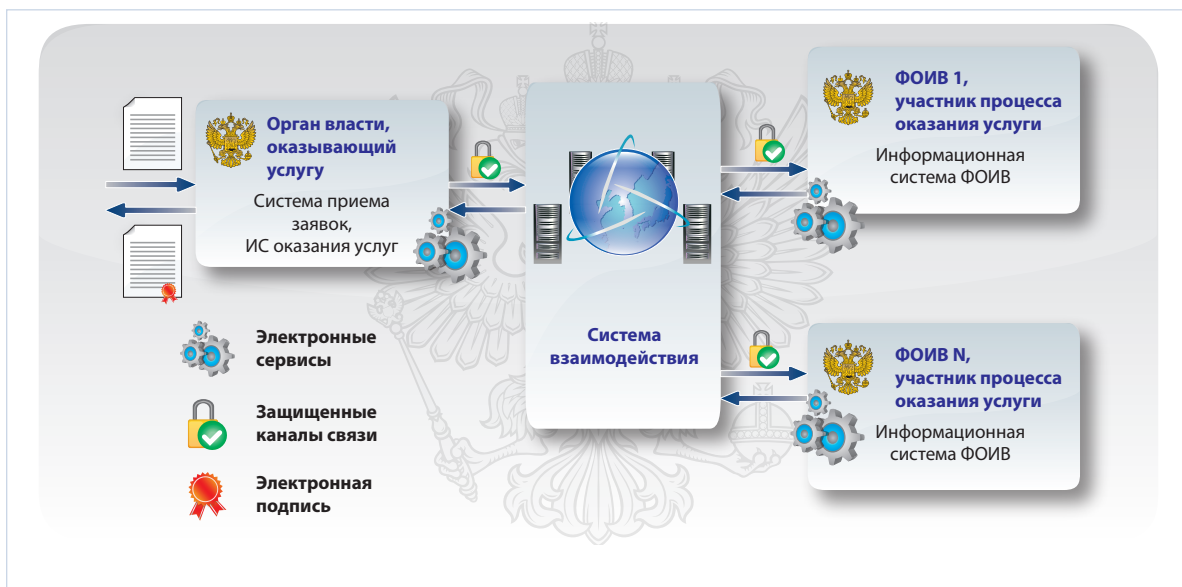 Орган власти,
оказывающий
услугу
Система приема
заявок,
ИС оказания услуг
Система
взаимодействия
ФОИВ 1,
участник процесса
оказания услуги
Информационная
система ФОИВ
ФОИВ N,
участник процесса
оказания услуги
Информационная
система ФОИВ
Электронные
сервисы
Защищенные
каналы связи
Электронная
подпись